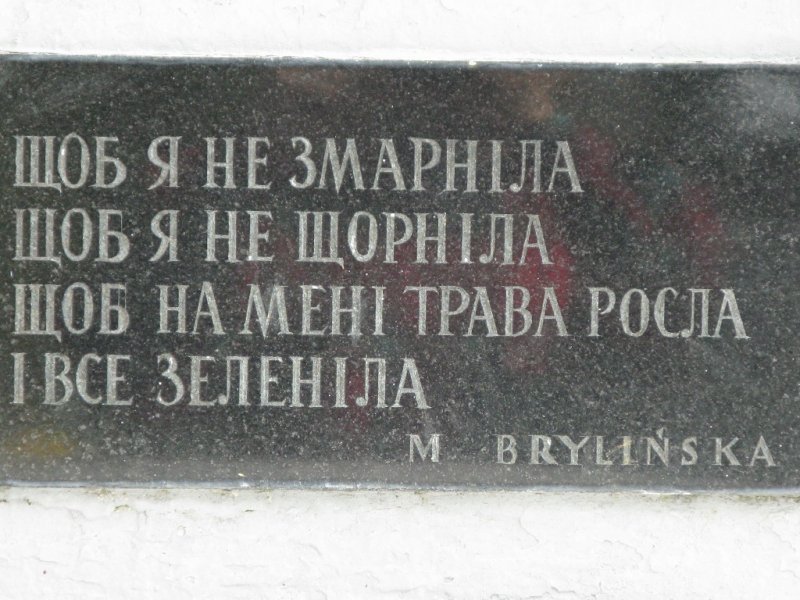 ЩОБ Я НЕ ЗМАРНІЛА
ЩОБ Я НЕ ЩОРНІЛА
ЩОБ НА МЕНІ ТРАВА РОСЛА
І ВСЕ ЗЕЛЕНІЛА
M BRYLIŃSKA